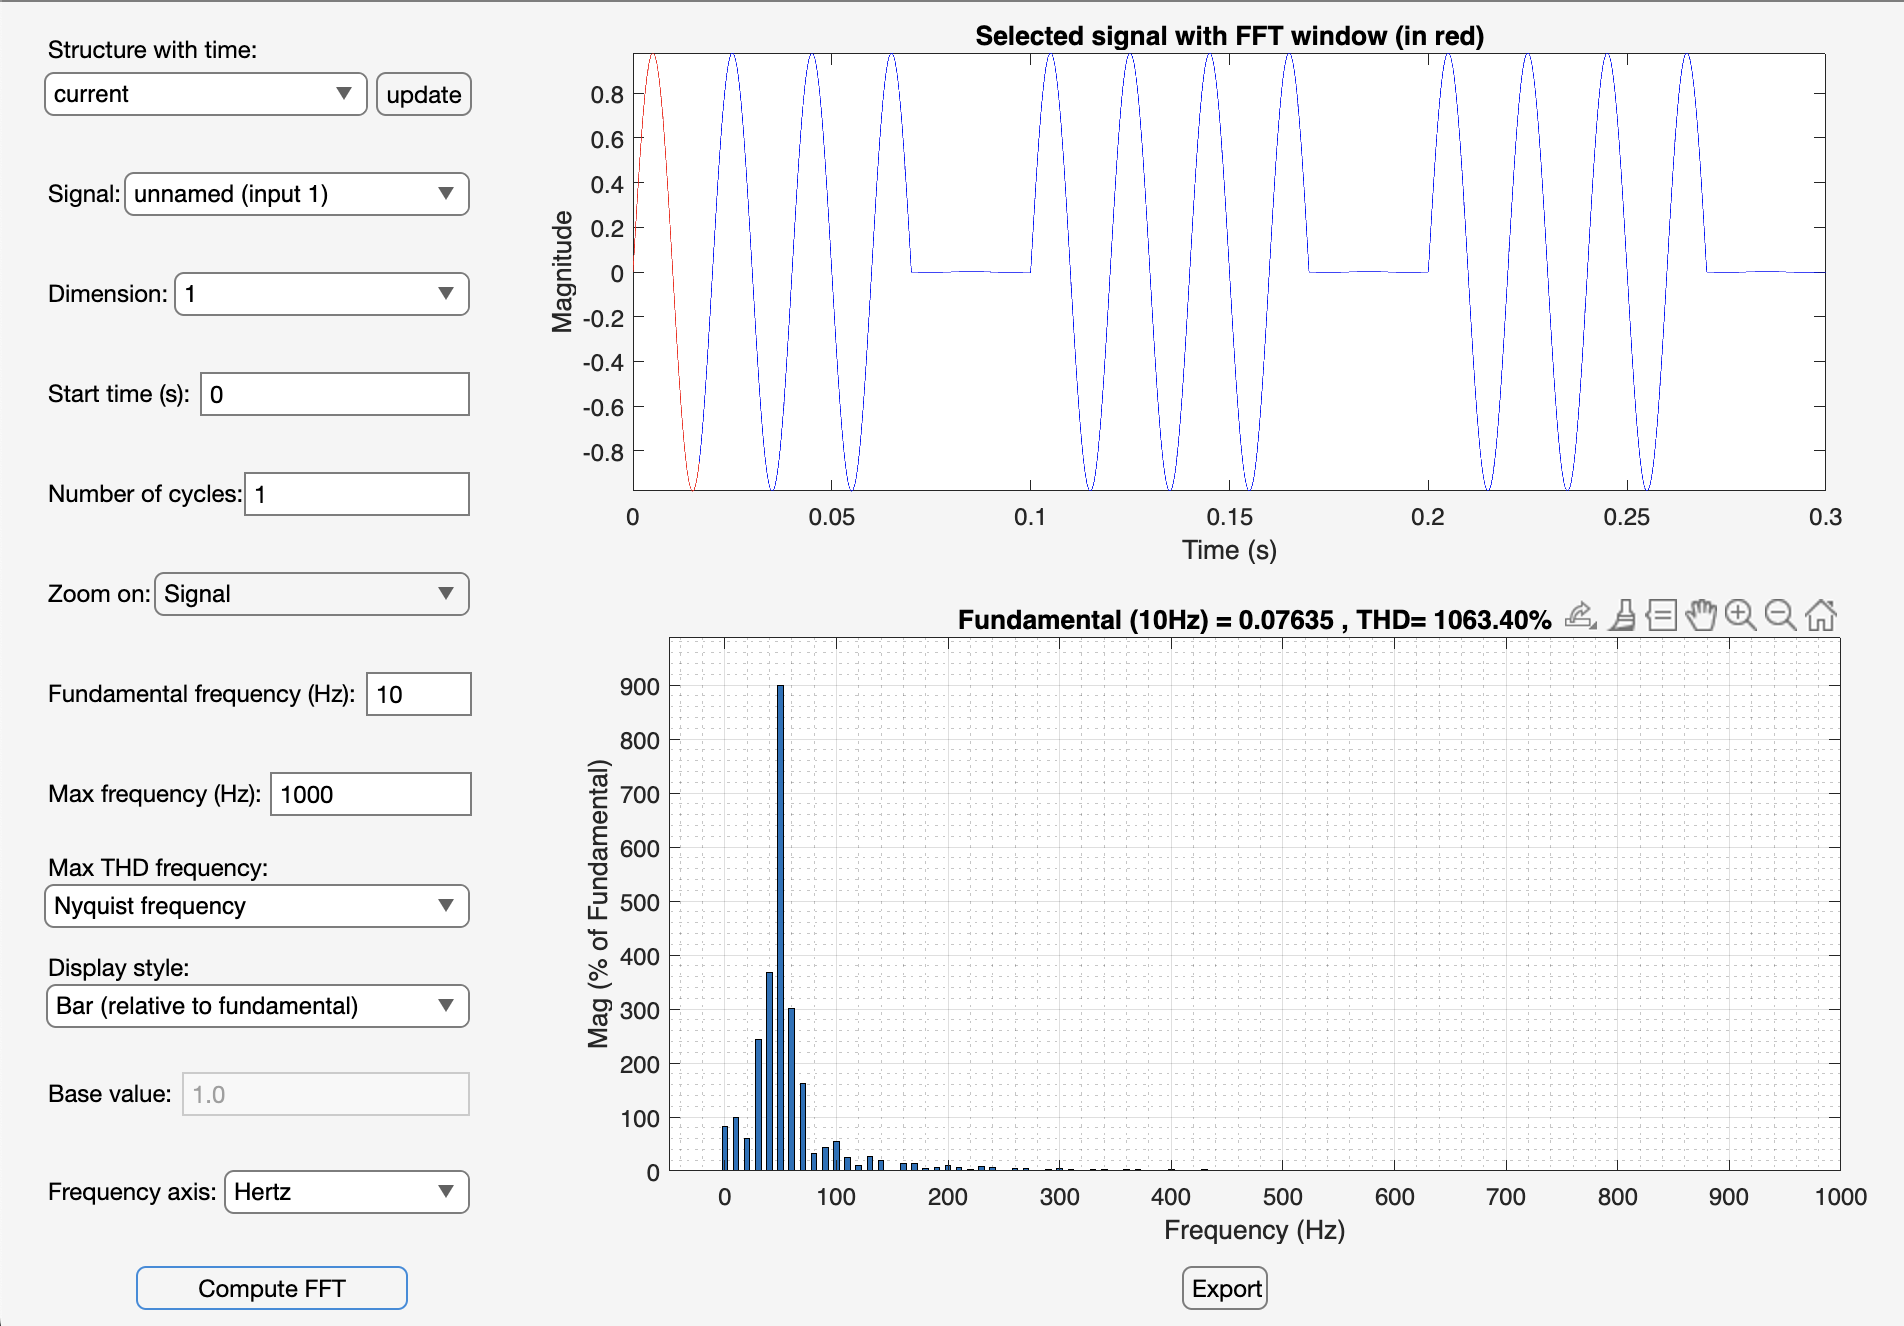 Structure with time:
current
update
Signal: unnamed (input 1)
Dimension: 1
Start time (s): 0
Number of cycles: 1
Zoom on: Signal
Fundamental frequency (Hz): 10
Max frequency (Hz): 1000
Max THD frequency:
Nyquist frequency
Display style:
Bar (relative to fundamental)
Base value: 1.0
Frequency axis: Hertz
Compute FFT
Selected signal with FFT window (in red)
Magnitude
0.8
0.6
0.4
0.2
0
-0.2
-0.4
-0.6
-0.8
0 0.05 0.1 0.15 0.2 0.25 0.3
Time (s)
Fundamental (10Hz) = 0.07635 , THD= 1063.40%
Mag (% of Fundamental)
900
800
700
600
500
400
300
200
100
0
0 100 200 300 400 500 600 700 800 900 1000
Frequency (Hz)
Export